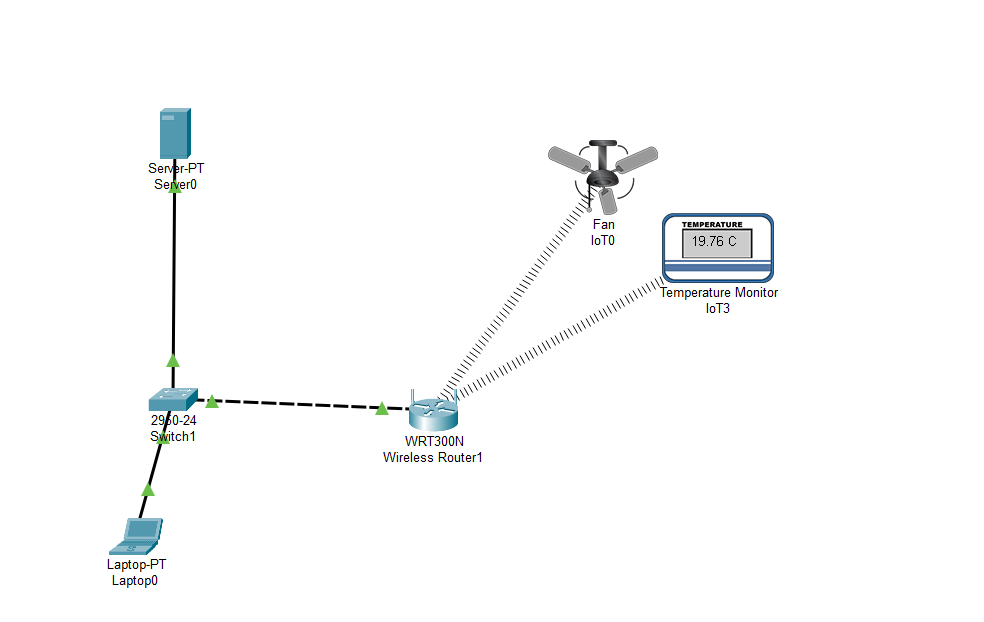 Server-PT
Server0
Fan
IoT0
TEMPERATURE
19.76 C
Temperature Monitor
IoT3
2950-24
Switch1
WRT300N
Wireless Router1
Laptop-PT
Laptop0